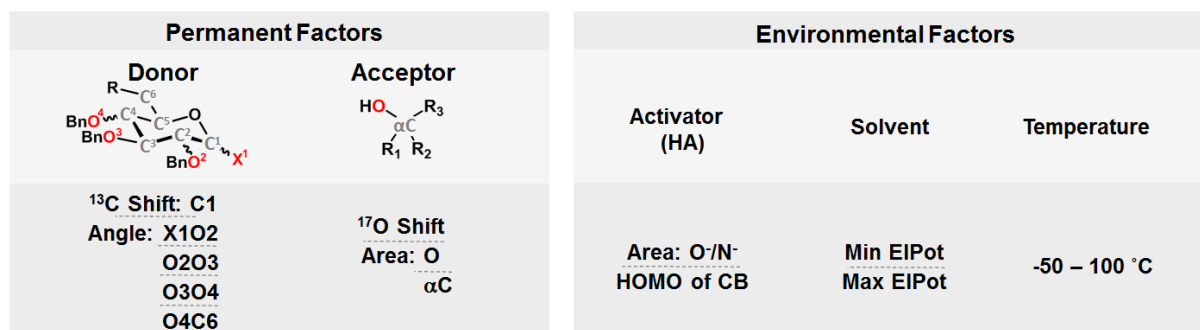 Permanent Factors
Donor
Acceptor
R
C6
BnO4
C4
C5
O
BnO3
C3
C2
C1
BnO2
X1
HO
R3
αC
R1 R2
13C Shift: C1
Angle: X1O2
O2O3
O3O4
O4C6
17O Shift
Area: O
αC
Environmental Factors
Activator
(HA)
Solvent
Temperature
Area: O-/N-
HOMO of CB
Min ElPot
Max ElPot
-50 – 100 ˚C